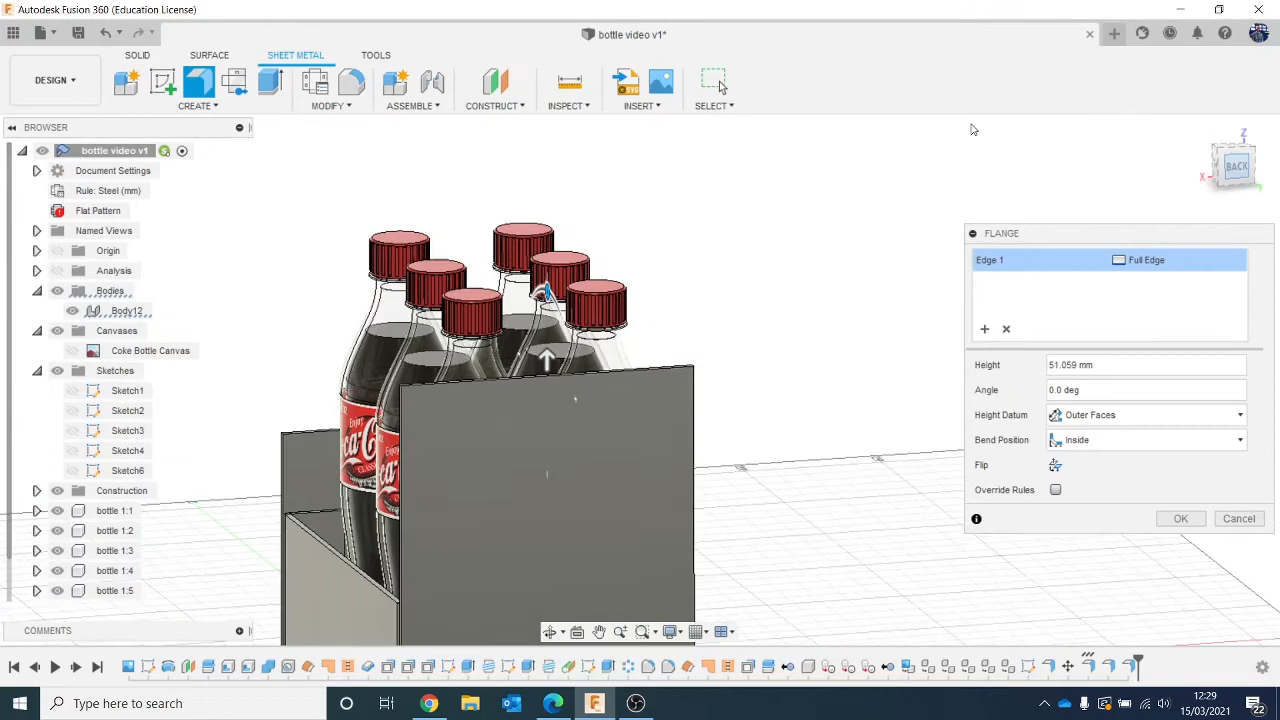 Autodesk Fusion 360 (Education License)
bottle video v1*
DESIGN
SOLID SURFACE SHEET METAL TOOLS
CREATE MODIFY ASSEMBLE CONSTRUCT INSPECT INSERT SELECT
BROWSER
bottle video v1
Document Settings
Rule: Steel (mm)
Flat Pattern
Named Views
Origin
Analysis
Bodies
Body12
Canvases
Coke Bottle Canvas
Sketches
Sketch1
Sketch2
Sketch3
Sketch4
Sketch6
Construction
bottle 1:1
bottle 1:2
bottle 1:3
bottle 1:4
bottle 1:5
COMMENTS
Z
BACK
X
FLANGE
Edge 1 Full Edge
Height 51.059 mm
Angle 0.0 deg
Height Datum Outer Faces
Bend Position Inside
Flip
Override Rules
OK Cancel
Enjoy
Type here to search
12:29
15/03/2021
22